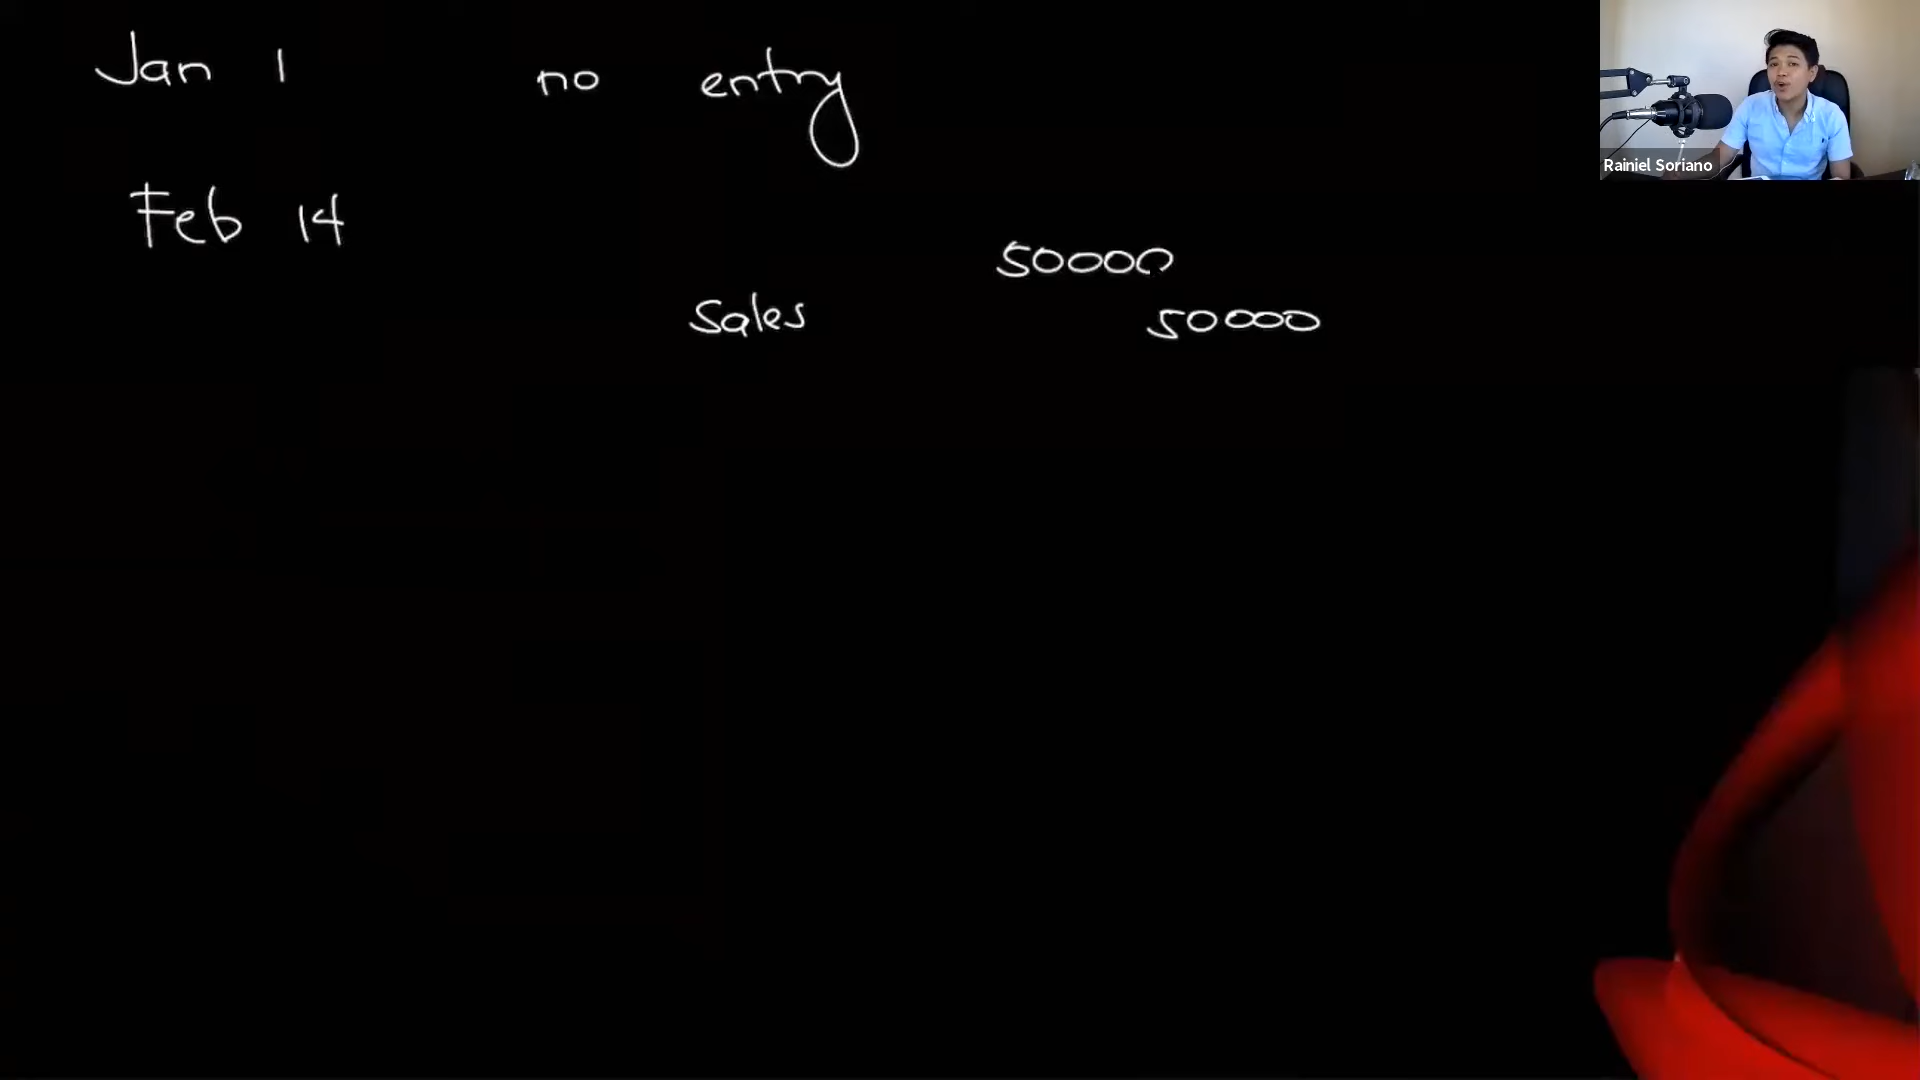 Jan 1 no entry
Feb 14
50000
Sales 50000
Rainiel Soriano